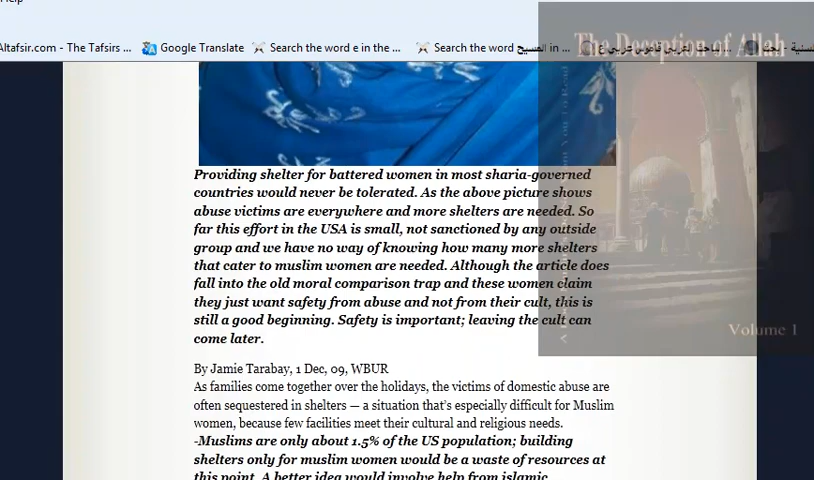 Help
Altafsir.com - The Tafsirs ... Google Translate Search the word e in the ... Search the word المسيح in ...
The Deception of Allah
Providing shelter for battered women in most sharia-governed
countries would never be tolerated. As the above picture shows
abuse victims are everywhere and more shelters are needed. So
far this effort in the USA is small, not sanctioned by any outside
group and we have no way of knowing how many more shelters
that cater to muslim women are needed. Although the article does
fall into the old moral comparison trap and these women claim
they just want safety from abuse and not from their cult, this is
still a good beginning. Safety is important; leaving the cult can
come later.
Volume 1
By Jamie Tarabay, 1 Dec, 09, WBUR
As families come together over the holidays, the victims of domestic abuse are
often sequestered in shelters — a situation that's especially difficult for Muslim
women, because few facilities meet their cultural and religious needs.
-Muslims are only about 1.5% of the US population; building
shelters only for muslim women would be a waste of resources at
this point. A better idea would involve help from islamic